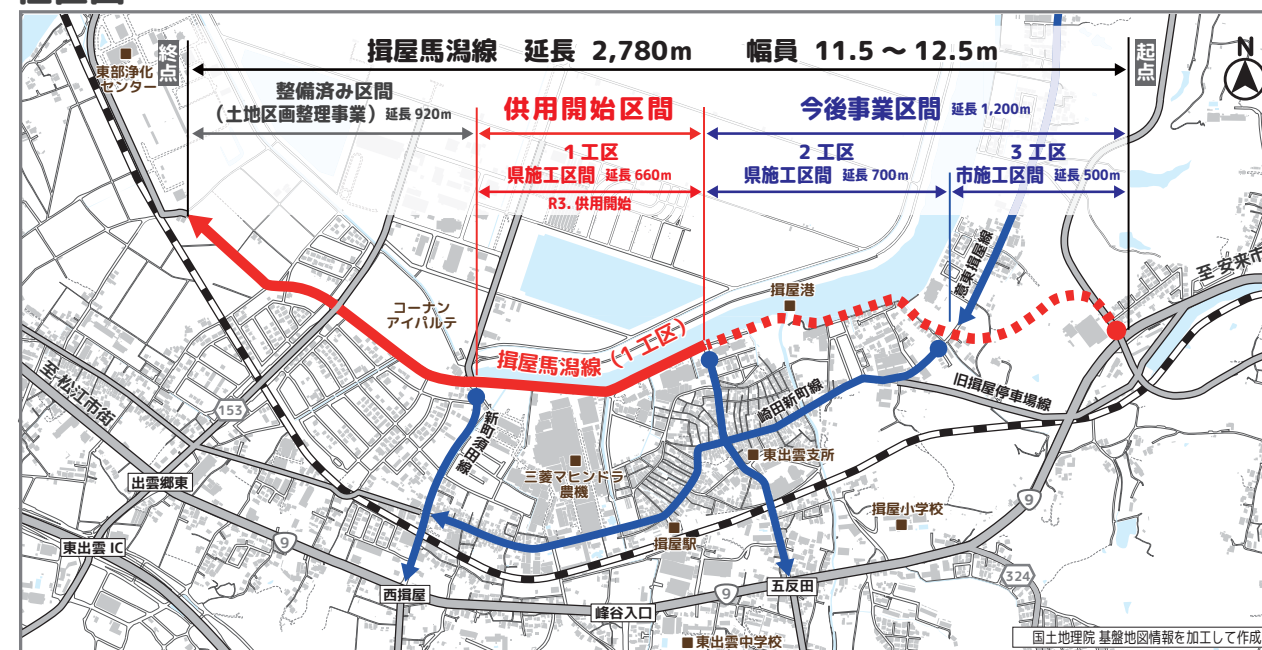 揖屋馬潟線 延長 2,780m 幅員 11.5 ～ 12.5m
終点
起点
N
東部浄化
センター
整備済み区間
（土地区画整理事業）延長 920m
供用開始区間
今後事業区間 延長 1,200m
1 工区
県施工区間 延長 660m
R3. 供用開始
2 工区
県施工区間 延長 700m
3 工区
市施工区間 延長 500m
意東揖屋線
至 安来市
揖屋港
コーナン
アイパルテ
揖屋馬潟線（1 工区）
至 松江市街
153
新町須田線
崎田新町線
旧揖屋停車場線
東出雲支所
三菱マヒンドラ
農機
出雲郷東
揖屋小学校
9
揖屋駅
東出雲 IC
9
324
西揖屋
五反田
9
峰谷入口
東出雲中学校
国土地理院 基盤地図情報を加工して作成